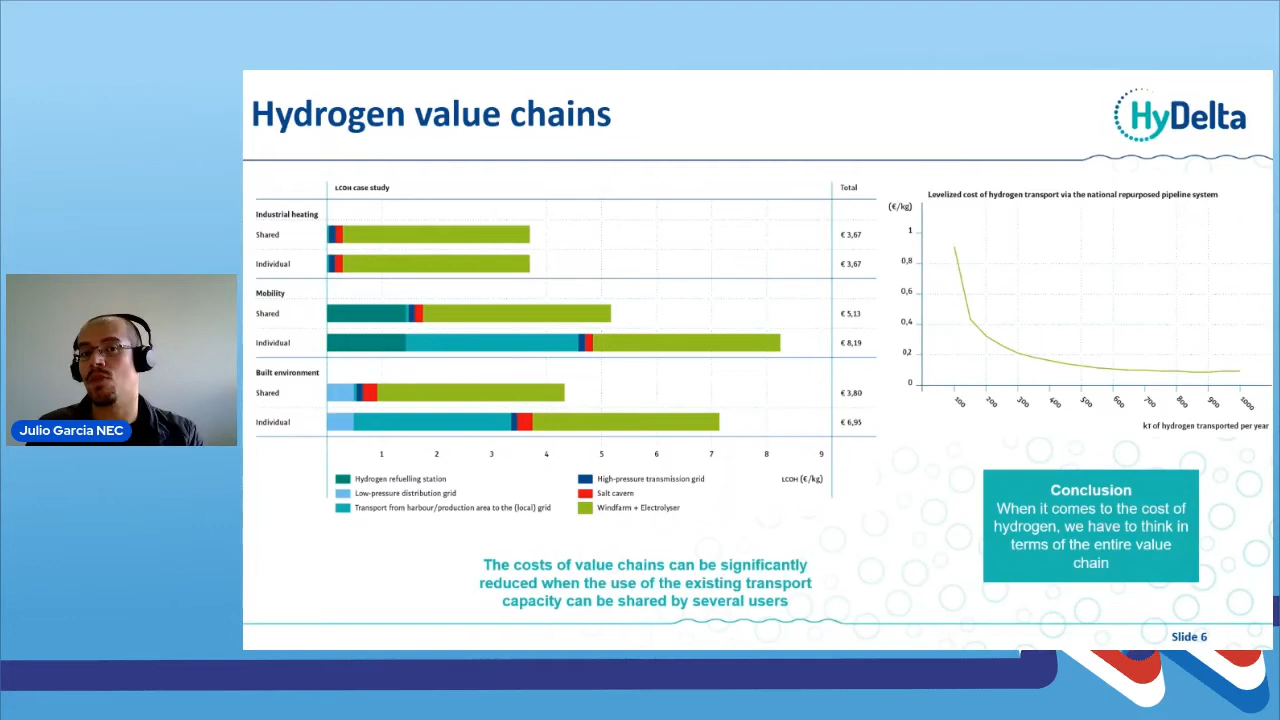 Hydrogen value chains
HyDelta
LCOH case study
Total
Industrial heating
Shared
€ 3,67
Individual
€ 3,67
Mobility
Shared
€ 5,13
Individual
€ 8,19
Built environment
Shared
€ 3,80
Individual
€ 6,95
1 2 3 4 5 6 7 8 9
LCOH (€/kg)
Hydrogen refuelling station
Low-pressure distribution grid
Transport from harbour/production area to the (local) grid
High-pressure transmission grid
Salt cavern
Windfarm + Electrolyser
Levelized cost of hydrogen transport via the national repurposed pipeline system
(€/kg)
1
0,8
0,6
0,4
0,2
0
100 200 300 400 500 600 700 800 900 1000
kT of hydrogen transported per year
Conclusion
When it comes to the cost of
hydrogen, we have to think in
terms of the entire value
chain
The costs of value chains can be significantly
reduced when the use of the existing transport
capacity can be shared by several users
Slide 6
Julio Garcia NEC